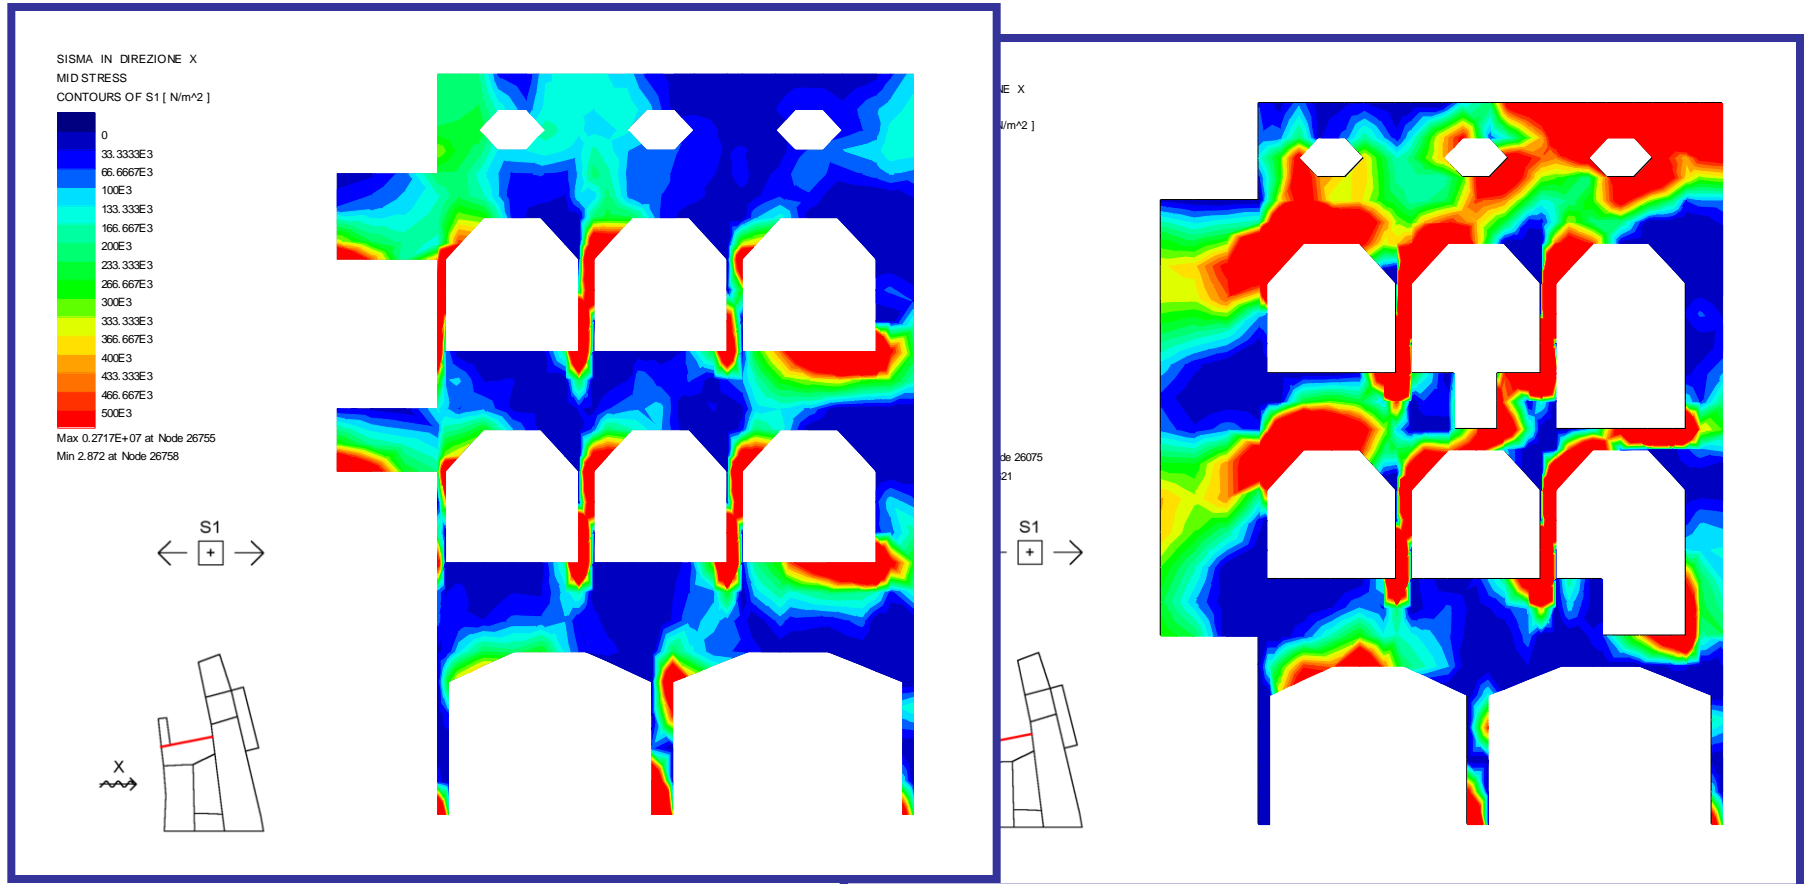 SISMA IN DIREZIONE X
MID STRESS
CONTOURS OF S1 [ N/m^2 ]
0
33.3333E3
66.6667E3
100E3
133.333E3
166.667E3
200E3
233.333E3
266.667E3
300E3
333.333E3
366.667E3
400E3
433.333E3
466.667E3
500E3
Max 0.2717E+07 at Node 26755
Min 2.872 at Node 26758
S1
X
NE X
N/m^2 ]
de 26075
21
S1